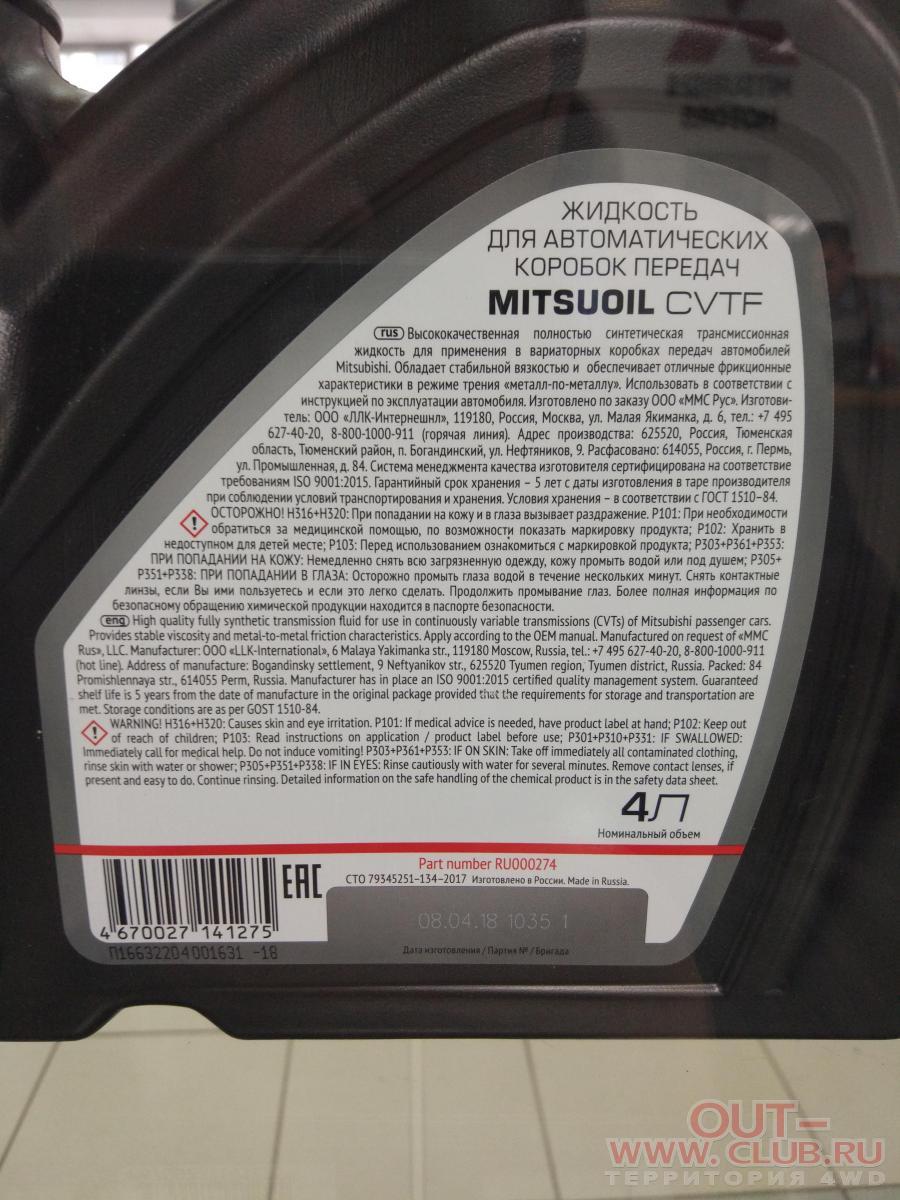 MITSUBISHI
MOTORS
ЖИДКОСТЬ
ДЛЯ АВТОМАТИЧЕСКИХ
КОРОБОК ПЕРЕДАЧ
MITSUOIL CVTF
rus Высококачественная полностью синтетическая трансмиссионная
жидкость для применения в вариаторных коробках передач автомобилей
Mitsubishi. Обладает стабильной вязкостью и обеспечивает отличные фрикционные
характеристики в режиме трения «металл-по-металлу». Использовать в соответствии с
инструкцией по эксплуатации автомобиля. Изготовлено по заказу ООО «ММС Рус». Изготови-
тель: ООО «ЛЛК-Интернешнл», 119180, Россия, Москва, ул. Малая Якиманка, д. 6, тел.: +7 495
627-40-20, 8-800-1000-911 (горячая линия). Адрес производства: 625520, Россия, Тюменская
область, Тюменский район, п. Богандинский, ул. Нефтяников, 9. Расфасовано: 614055, Россия, г. Пермь,
ул. Промышленная, д. 84. Система менеджмента качества изготовителя сертифицирована на соответствие
требованиям ISO 9001:2015. Гарантийный срок хранения – 5 лет с даты изготовления в таре производителя
при соблюдении условий транспортирования и хранения. Условия хранения – в соответствии с ГОСТ 1510-84.
ОСТОРОЖНО! H316+H320: При попадании на кожу и в глаза вызывает раздражение. P101: При необходимости
обратиться за медицинской помощью, по возможности показать маркировку продукта; P102: Хранить в
недоступном для детей месте; P103: Перед использованием ознакомиться с маркировкой продукта; P303+P361+P353:
ПРИ ПОПАДАНИИ НА КОЖУ: Немедленно снять всю загрязненную одежду, кожу промыть водой или под душем; P305+
P351+P338: ПРИ ПОПАДАНИИ В ГЛАЗА: Осторожно промыть глаза водой в течение нескольких минут. Снять контактные
линзы, если Вы ими пользуетесь и если это легко сделать. Продолжить промывание глаз. Более полная информация по
безопасному обращению химической продукции находится в паспорте безопасности.
eng High quality fully synthetic transmission fluid for use in continuously variable transmissions (CVTs) of Mitsubishi passenger cars.
Provides stable viscosity and metal-to-metal friction characteristics. Apply according to the OEM manual. Manufactured on request of «MMC
Rus», LLC. Manufacturer: ООО «LLK-International», 6 Malaya Yakimanka str., 119180 Moscow, Russia, tel.: +7 495 627-40-20, 8-800-1000-911
(hot line). Address of manufacture: Bogandinsky settlement, 9 Neftyanikov str., 625520 Tyumen region, Tyumen district, Russia. Packed: 84
Promishlennaya str., 614055 Perm, Russia. Manufacturer has in place an ISO 9001:2015 certified quality management system. Guaranteed
shelf life is 5 years from the date of manufacture in the original package provided that the requirements for storage and transportation are
met. Storage conditions are as per GOST 1510-84.
WARNING! H316+H320: Causes skin and eye irritation. P101: If medical advice is needed, have product label at hand; P102: Keep out
of reach of children; P103: Read instructions on application / product label before use; P301+P310+P331: IF SWALLOWED:
Immediately call for medical help. Do not induce vomiting! P303+P361+P353: IF ON SKIN: Take off immediately all contaminated clothing,
rinse skin with water or shower; P305+P351+P338: IF IN EYES: Rinse cautiously with water for several minutes. Remove contact lenses, if
present and easy to do. Continue rinsing. Detailed information on the safe handling of the chemical product is in the safety data sheet.
4Л
Номинальный объем
Part number RU000274
СТО 79345251-134-2017 Изготовлено в России. Made in Russia.
EAC
4 670027 141275
08.04.18 1035 1
П16632204001631 -18
Дата изготовления / Партия № / Бригада
OUT-
WWW.CLUB.RU
ТЕРРИТОРИЯ 4WD